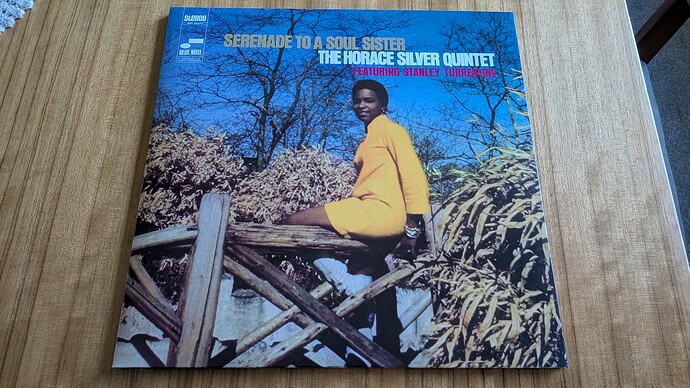 STEREO
BLUE NOTE
SERENADE TO A SOUL SISTER
THE HORACE SILVER QUINTET
FEATURING STANLEY TURRENTINE